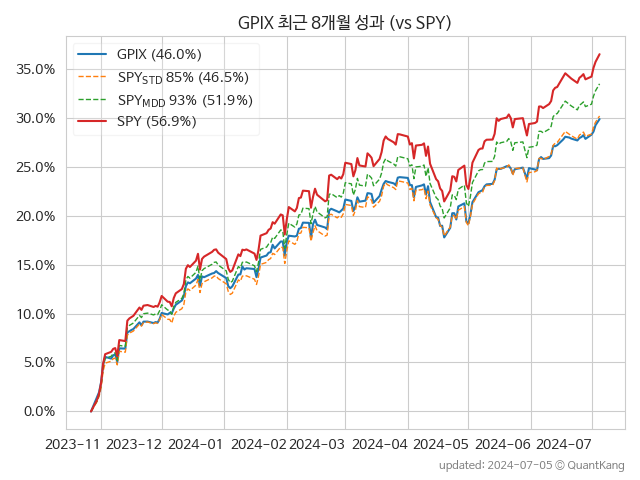 GPIX 최근 8개월 성과 (vs SPY)
GPIX (46.0%)
SPY_STD 85% (46.5%)
SPY_MDD 93% (51.9%)
SPY (56.9%)
35.0%
30.0%
25.0%
20.0%
15.0%
10.0%
5.0%
0.0%
2023-11 2023-12 2024-01 2024-02 2024-03 2024-04 2024-05 2024-06 2024-07
updated: 2024-07-05 © QuantKang